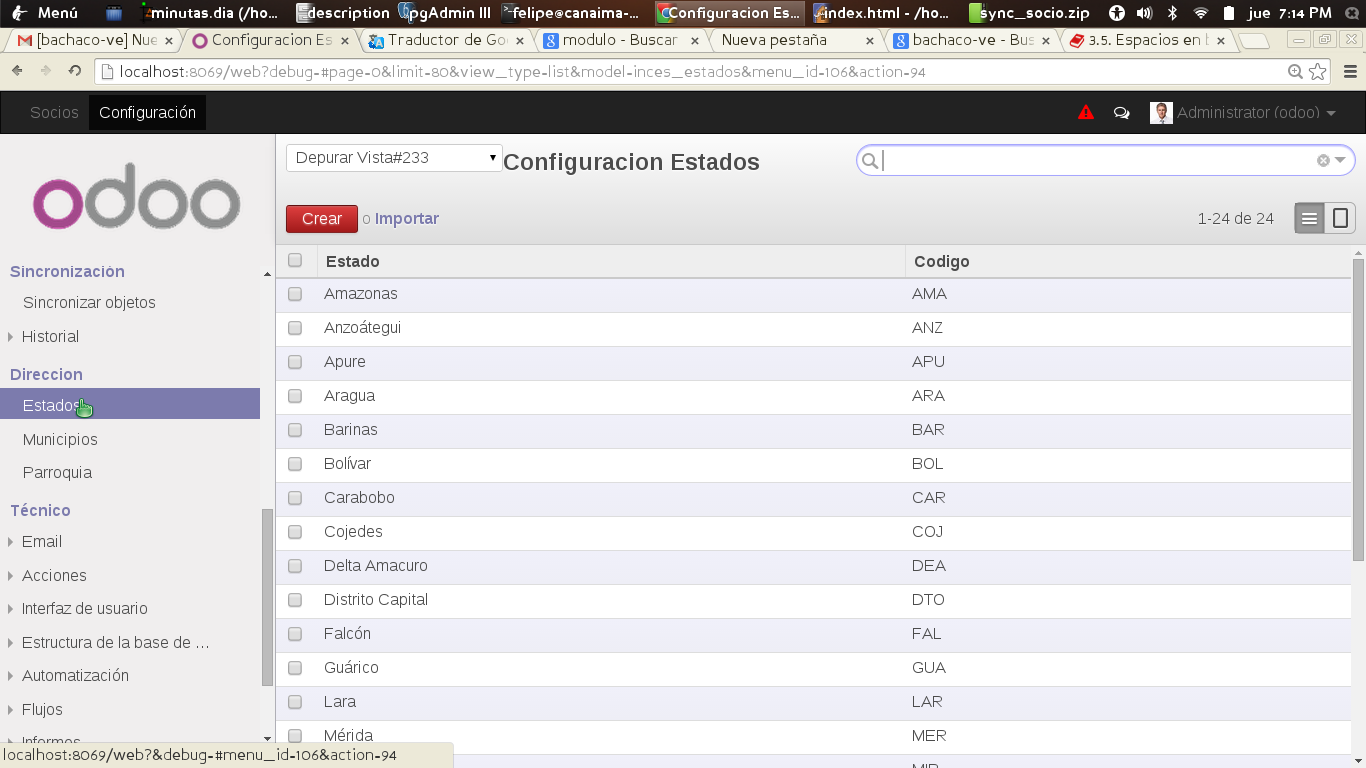 Menú minutas.dia (/ho... description pgAdmin III felipe@canaima-... Configuracion Es... index.html - /ho... sync_socio.zip jue 7:14 PM
[bachaco-ve] Nue Configuracion Es Traductor de Go modulo - Buscar Nueva pestaña bachaco-ve - Bus 3.5. Espacios en b
localhost:8069/web?debug=#page=0&limit=80&view_type=list&model=inces_estados&menu_id=106&action=94
Socios Configuración Administrator (odoo)
odoo
Depurar Vista#233 Configuracion Estados
Crear o Importar 1-24 de 24
Sincronización
Sincronizar objetos
Historial
Direccion
Estados
Municipios
Parroquia
Técnico
Email
Acciones
Interfaz de usuario
Estructura de la base de ...
Automatización
Flujos
Informes
Estado Codigo
Amazonas AMA
Anzoátegui ANZ
Apure APU
Aragua ARA
Barinas BAR
Bolívar BOL
Carabobo CAR
Cojedes COJ
Delta Amacuro DEA
Distrito Capital DTO
Falcón FAL
Guárico GUA
Lara LAR
Mérida MER
MIR
localhost:8069/web?&debug=#menu_id=106&action=94